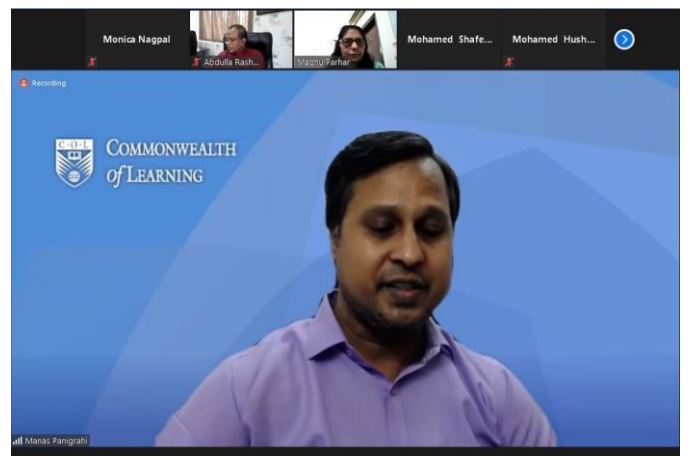 Monica Nagpal
Abdulla Rash...
Madhu Parhar
Mohamed Shafe...
Mohamed Hush...
Recording
C·O·L
COMMONWEALTH
of LEARNING
Manas Panigrahi